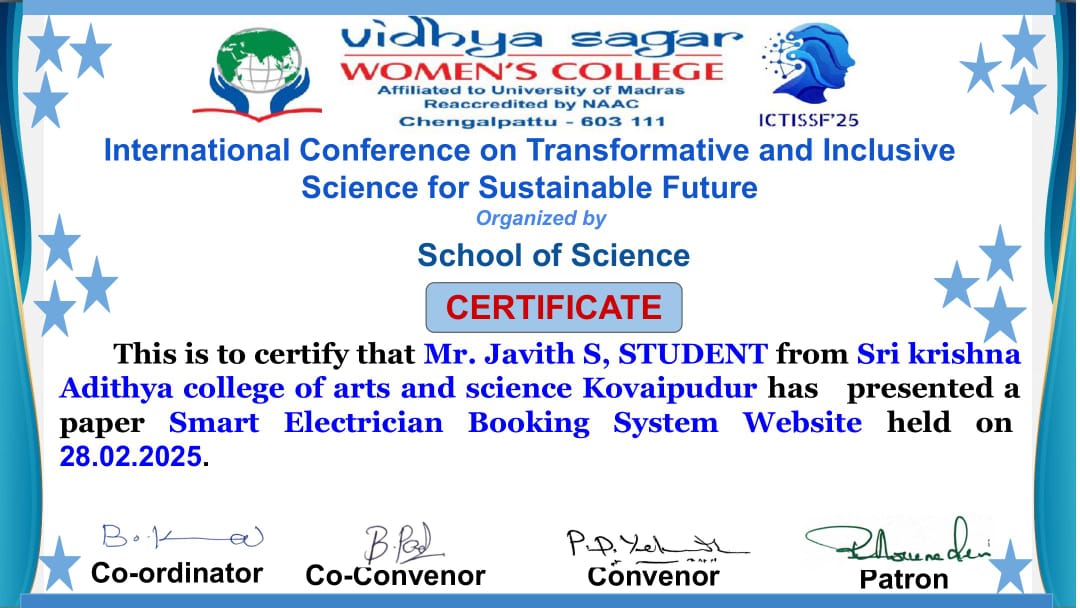 vidhya sagar
WOMEN'S COLLEGE
Affiliated to University of Madras
Reaccredited by NAAC
Chengalpattu - 603 111
ICTISSF'25
International Conference on Transformative and Inclusive
Science for Sustainable Future
Organized by
School of Science
CERTIFICATE
This is to certify that Mr. Javith S, STUDENT from Sri krishna
Adithya college of arts and science Kovaipudur has presented a
paper Smart Electrician Booking System Website held on
28.02.2025.
Co-ordinator Co-Convenor Convenor Patron